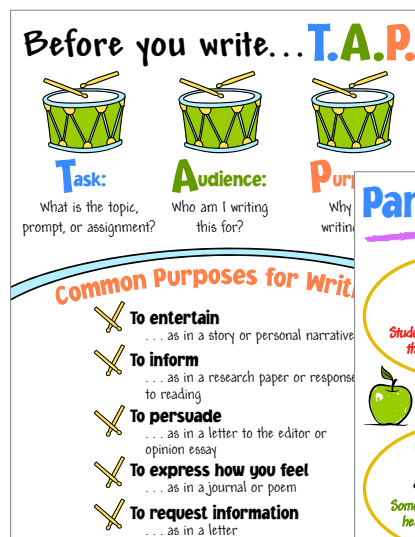 Before you write...T.A.P.
Task:
What is the topic,
prompt, or assignment?
Audience:
Who am I writing
this for?
Why
Common Purposes for
To entertain
. . . as in a story or personal narrative
To inform
. . . as in a research paper or response
to reading
To persuade
. . . as in a letter to the editor or
opinion essay
To express how you feel
. . . as in a journal or poem
To request information
. . . as in a letter